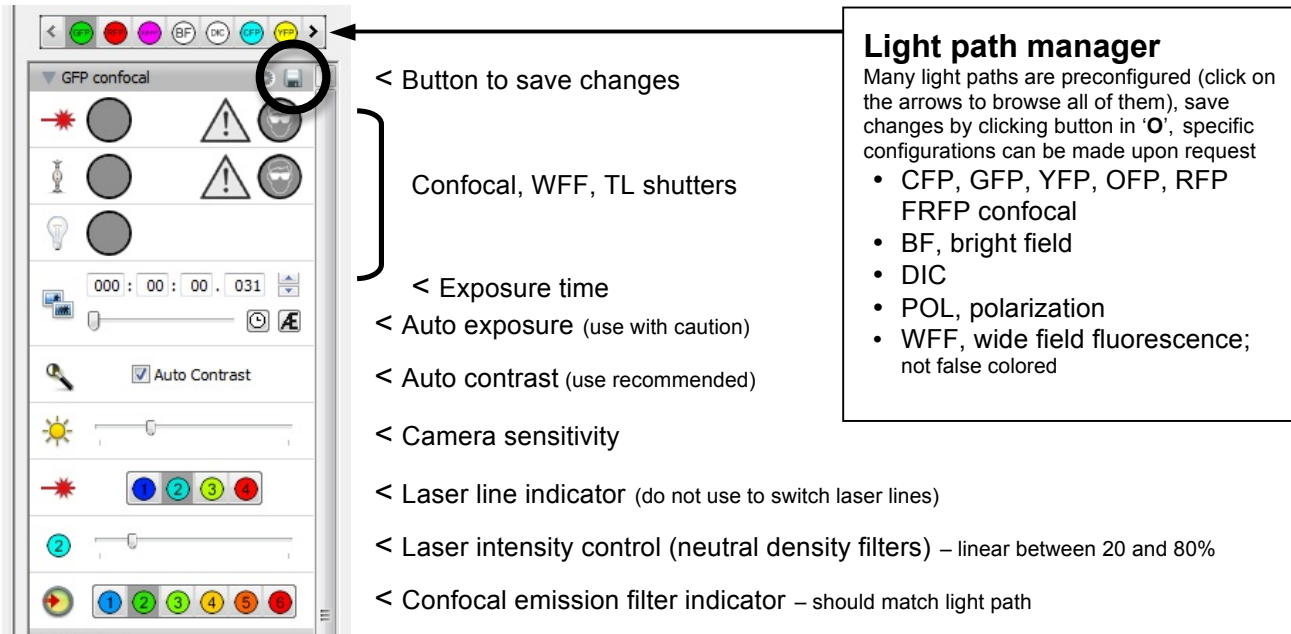 < GFP RFP BF DIC CFP YFP >
GFP confocal
< Button to save changes
Confocal, WFF, TL shutters
000 : 00 : 00 . 031
< Exposure time
Æ
< Auto exposure (use with caution)
Auto Contrast
< Auto contrast (use recommended)
< Camera sensitivity
1 2 3 4
< Laser line indicator (do not use to switch laser lines)
2
< Laser intensity control (neutral density filters) – linear between 20 and 80%
1 2 3 4 5 6
< Confocal emission filter indicator – should match light path
Light path manager
Many light paths are preconfigured (click on
the arrows to browse all of them), save
changes by clicking button in ‘O’, specific
configurations can be made upon request
• CFP, GFP, YFP, OFP, RFP
FRFP confocal
• BF, bright field
• DIC
• POL, polarization
• WFF, wide field fluorescence;
not false colored